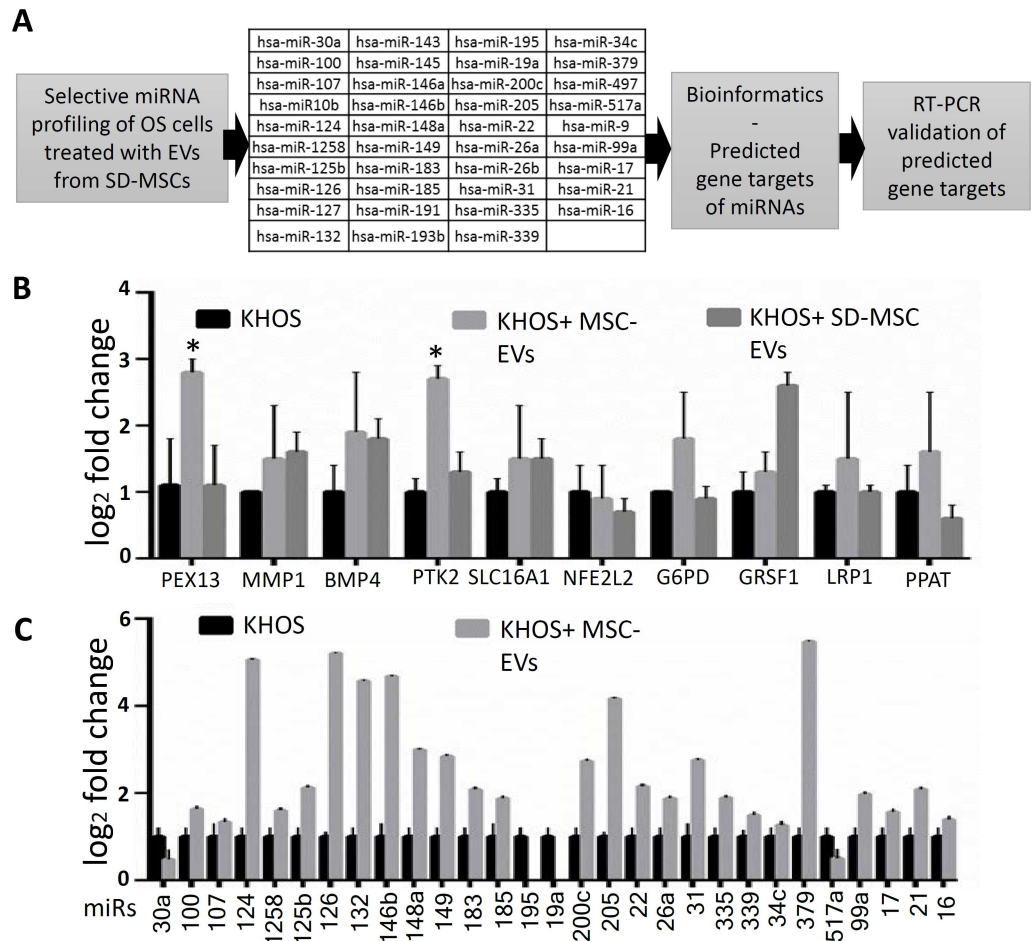 A
Selective miRNA
profiling of OS cells
treated with EVs
from SD-MSCs
hsa-miR-30a hsa-miR-143 hsa-miR-195 hsa-miR-34c
hsa-miR-100 hsa-miR-145 hsa-miR-19a hsa-miR-379
hsa-miR-107 hsa-miR-146a hsa-miR-200c hsa-miR-497
hsa-miR10b hsa-miR-146b hsa-miR-205 hsa-miR-517a
hsa-miR-124 hsa-miR-148a hsa-miR-22 hsa-miR-9
hsa-miR-1258 hsa-miR-149 hsa-miR-26a hsa-miR-99a
hsa-miR-125b hsa-miR-183 hsa-miR-26b hsa-miR-17
hsa-miR-126 hsa-miR-185 hsa-miR-31 hsa-miR-21
hsa-miR-127 hsa-miR-191 hsa-miR-335 hsa-miR-16
hsa-miR-132 hsa-miR-193b hsa-miR-339
Bioinformatics
-
Predicted
gene targets
of miRNAs
RT-PCR
validation of
predicted
gene targets
B
log2 fold change
4
3
2
1
0
KHOS
KHOS+ MSC-
EVs
KHOS+ SD-MSC
EVs
*
*
PEX13 MMP1 BMP4 PTK2 SLC16A1 NFE2L2 G6PD GRSF1 LRP1 PPAT
C
log2 fold change
6
4
2
0
KHOS
KHOS+ MSC-
EVs
miRs
30a 100 107 124 1258 125b 126 132 146b 148a 149 183 185 195 19a 200c 205 22 26a 31 335 339 34c 379 517a 99a 17 21 16